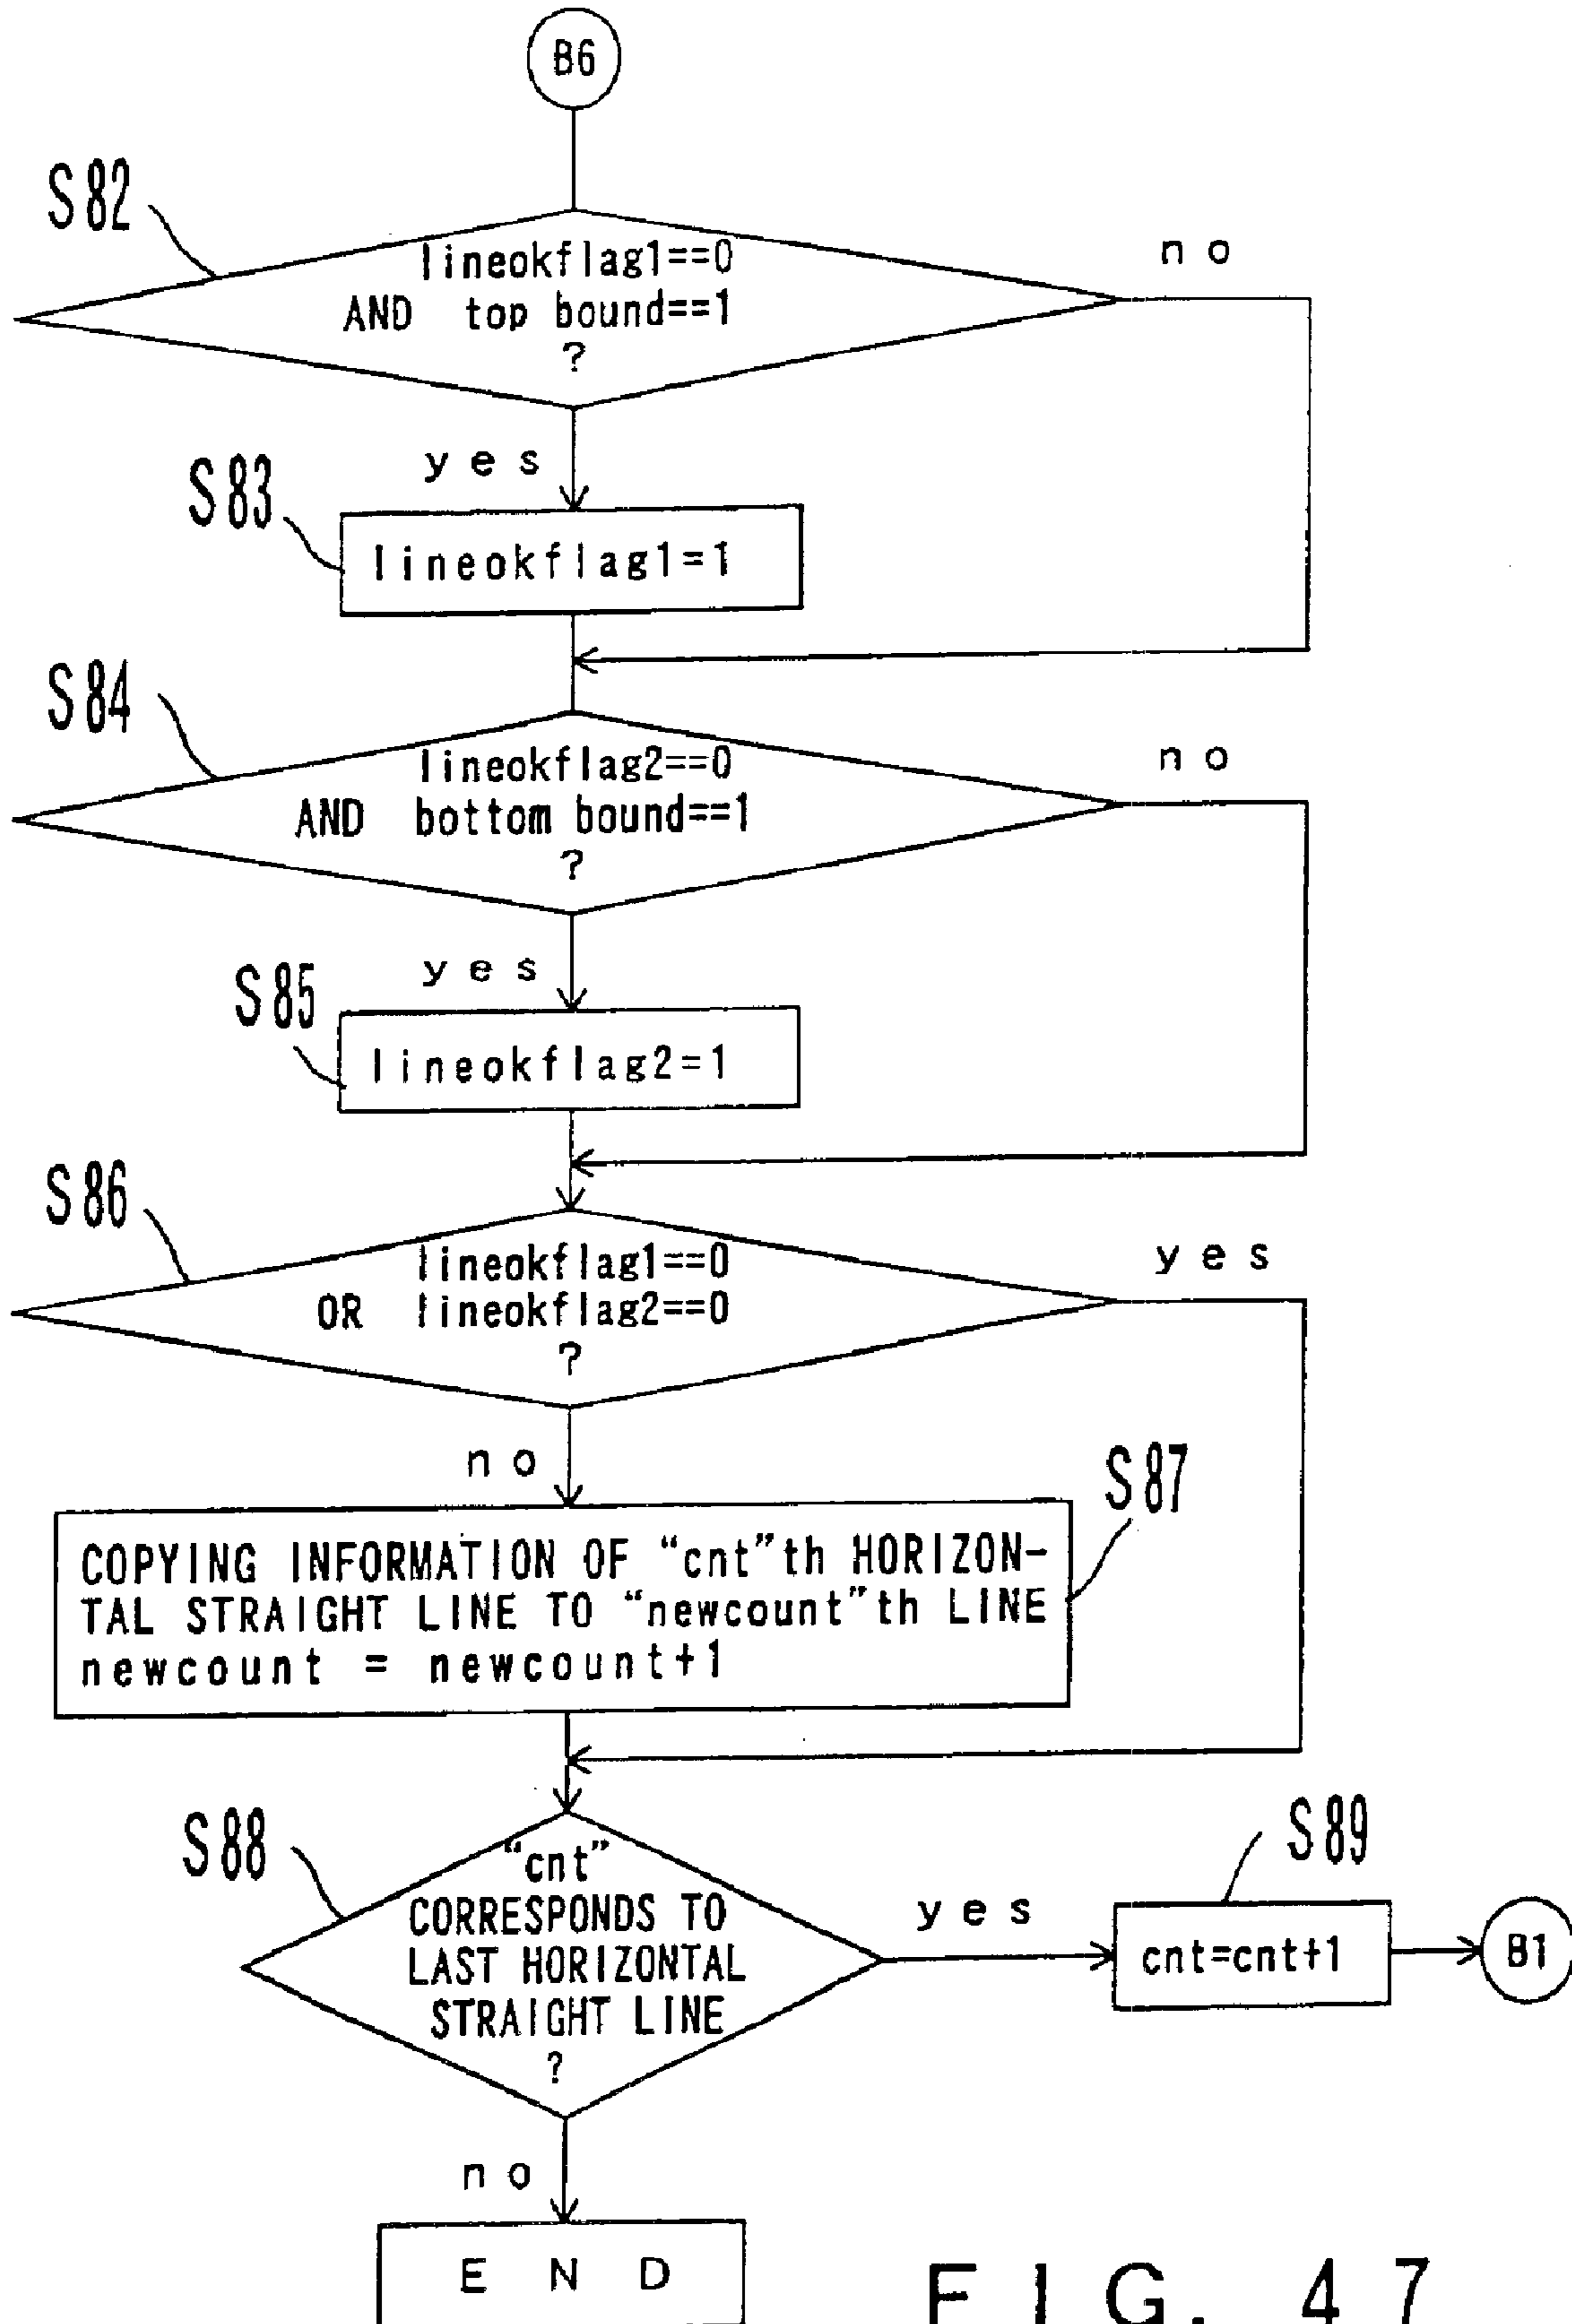 B6
S82
lineokflag1==0
AND top bound==1
?
no
yes
S83
lineokflag1=1
S84
lineokflag2==0
AND bottom bound==1
?
no
yes
S85
lineokflag2=1
S86
lineokflag1==0
OR lineokflag2==0
?
yes
no
S87
COPYING INFORMATION OF “cnt”th HORIZON-
TAL STRAIGHT LINE TO “newcount”th LINE
newcount = newcount+1
S88
“cnt”
CORRESPONDS TO
LAST HORIZONTAL
STRAIGHT LINE
?
yes
S89
cnt=cnt+1
B1
no
END
FIG. 47